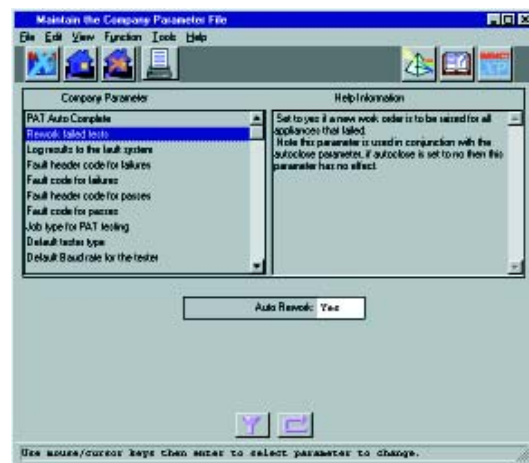 Maintain the Company Parameter File
File Edit View Function Tools Help
Company Parameter
PAT Auto Complete
Rework failed tests
Log results to the fault system
Fault header code for failures
Fault code for failures
Fault header code for passes
Fault code for passes
Job type for PAT testing
Default tester type
Default Baud rate for the tester
Help Information
Set to yes if a new work order is to be raised for all
appliances that failed.
Note this parameter is used in conjunction with the
autoclose parameter, if autoclose is set to no then this
parameter has no effect.
Auto Rework: Yes
Use mouse/cursor keys then enter to select parameter to change.